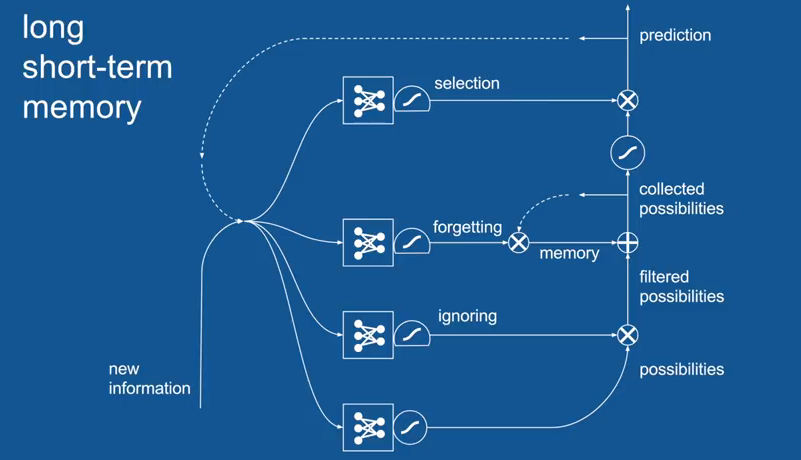 long
short-term
memory
prediction
selection
collected
possibilities
forgetting
memory
filtered
possibilities
ignoring
new
information
possibilities